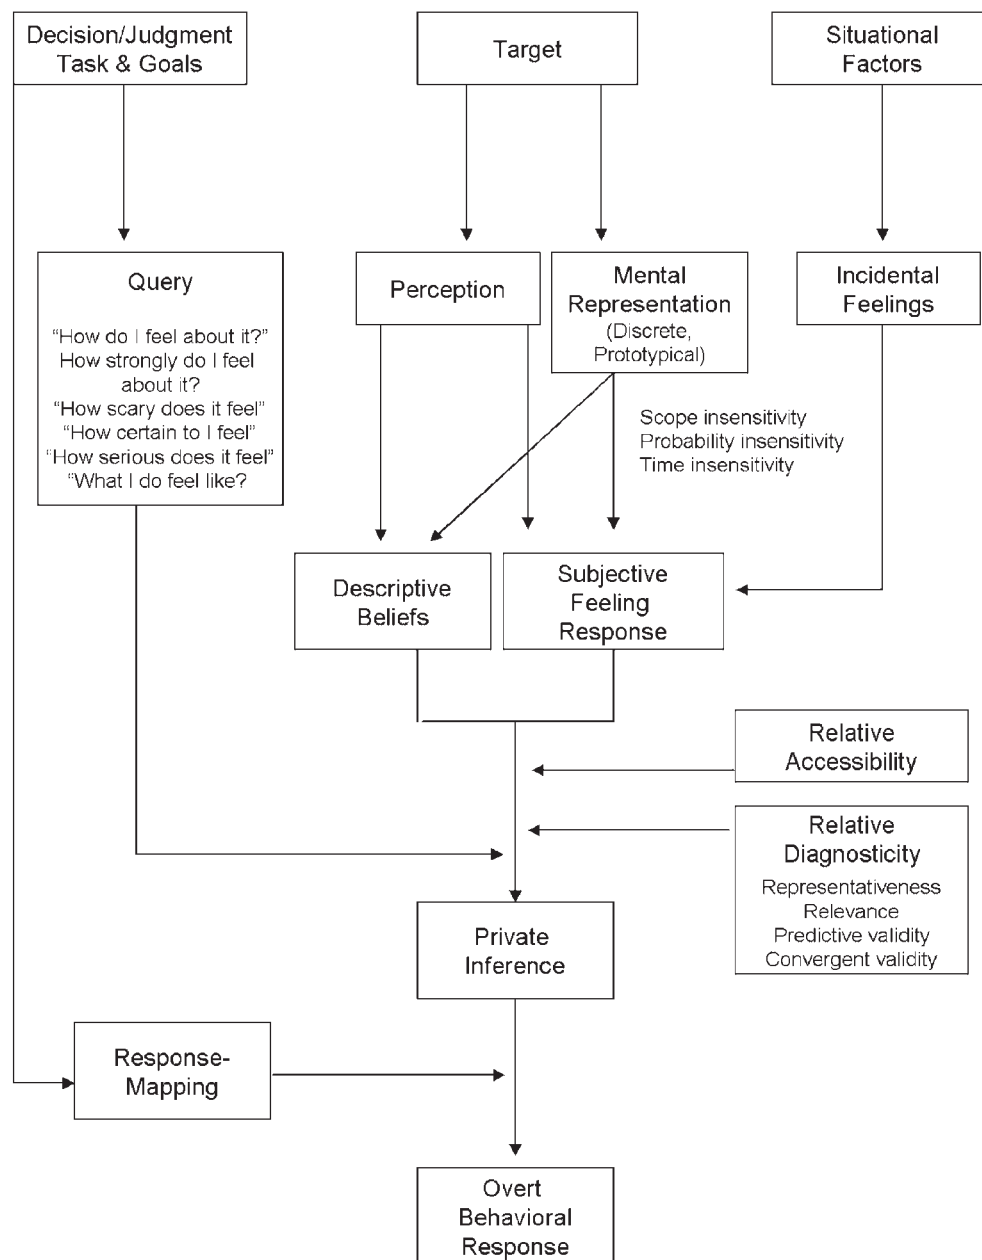 Decision/Judgment
Task & Goals
Target
Situational
Factors
Query
“How do I feel about it?”
How strongly do I feel
about it?
“How scary does it feel”
“How certain to I feel”
“How serious does it feel”
“What I do feel like?
Perception
Mental
Representation
(Discrete,
Prototypical)
Incidental
Feelings
Scope insensitivity
Probability insensitivity
Time insensitivity
Descriptive
Beliefs
Subjective
Feeling
Response
Relative
Accessibility
Relative
Diagnosticity
Representativeness
Relevance
Predictive validity
Convergent validity
Private
Inference
Response-
Mapping
Overt
Behavioral
Response